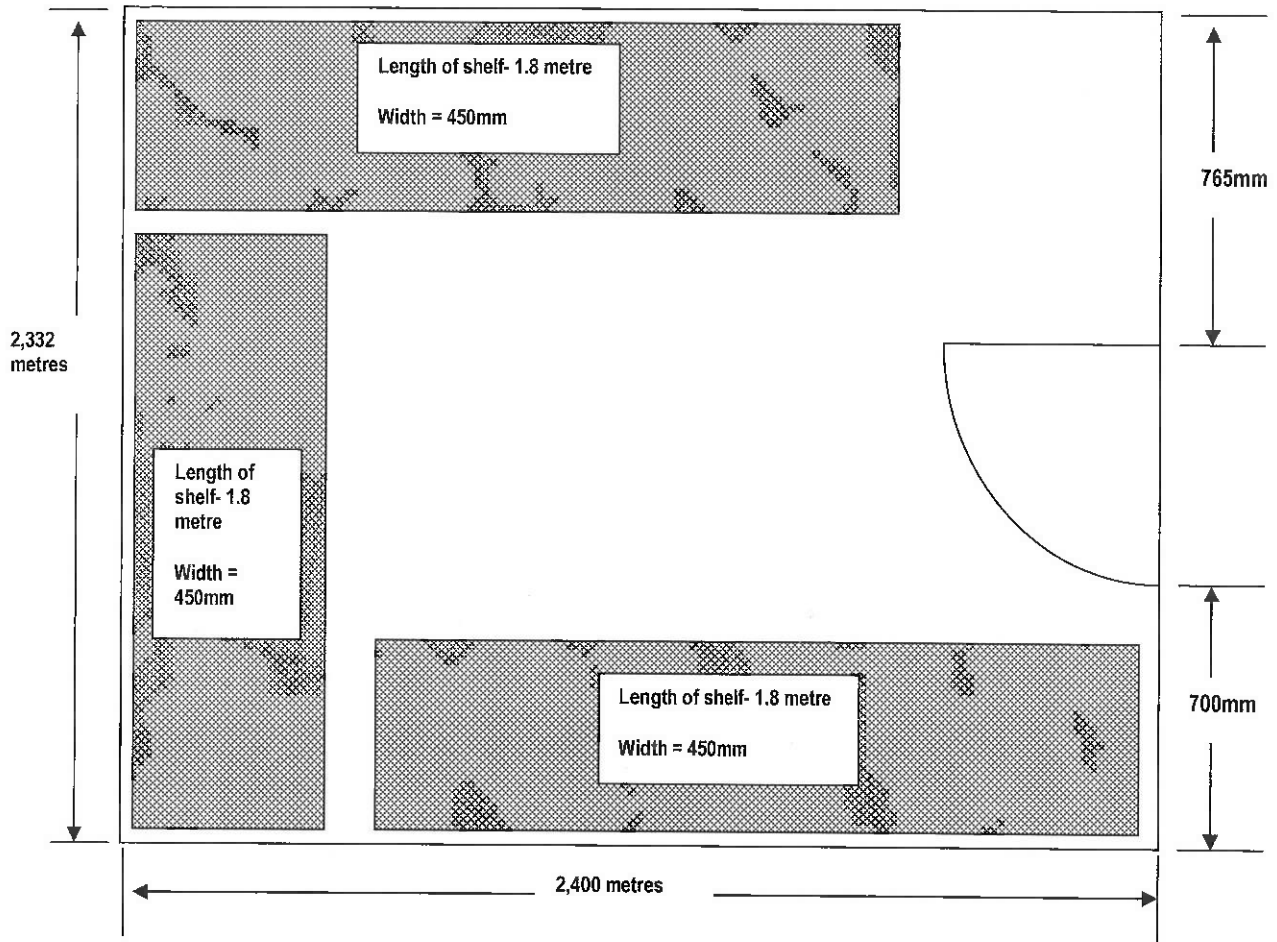 Length of shelf- 1.8 metre
Width = 450mm
765mm
2,332
metres
Length of
shelf- 1.8
metre
Width =
450mm
Length of shelf- 1.8 metre
Width = 450mm
700mm
2,400 metres